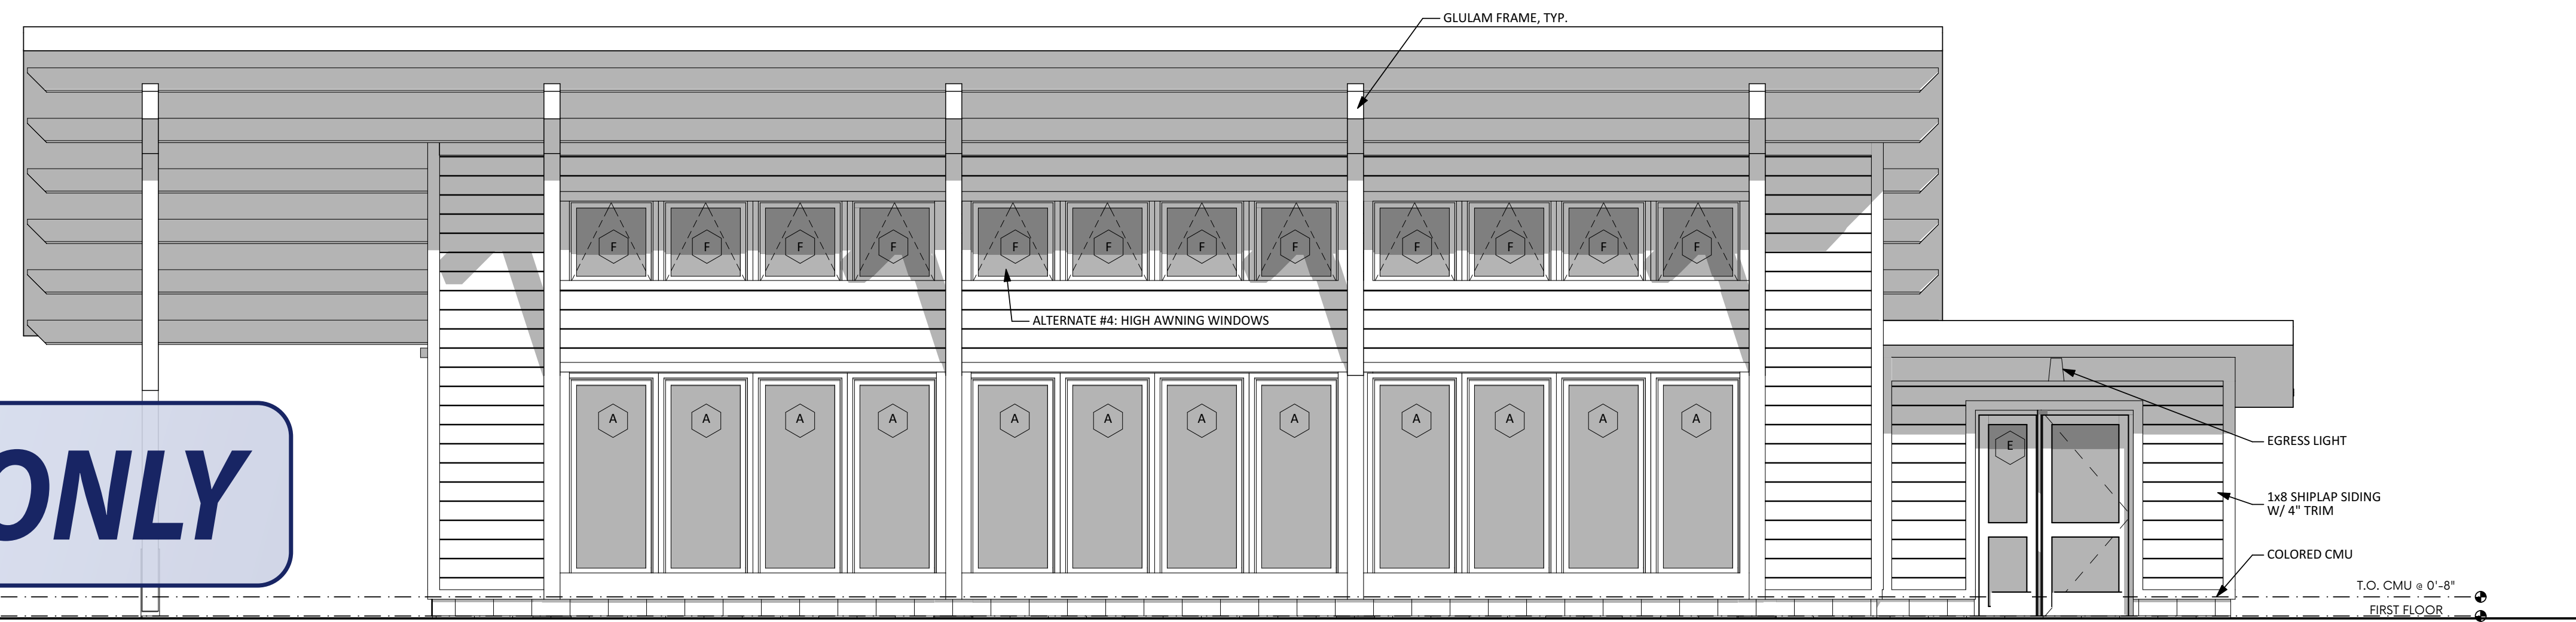 GLULAM FRAME, TYP.
F F F F F F F F F F F F
ALTERNATE #4: HIGH AWNING WINDOWS
A A A A A A A A A A A A
E
EGRESS LIGHT
ONLY
1x8 SHIPLAP SIDING
W/ 4" TRIM
COLORED CMU
T.O. CMU @ 0'-8"
FIRST FLOOR